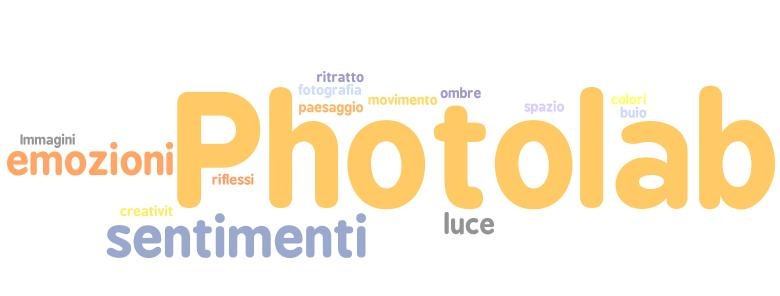 ritratto
fotografia
paesaggio
movimento
ombre
spazio
colori
buio
Immagini
emozioni
Photolab
riflessi
creativit
sentimenti
luce